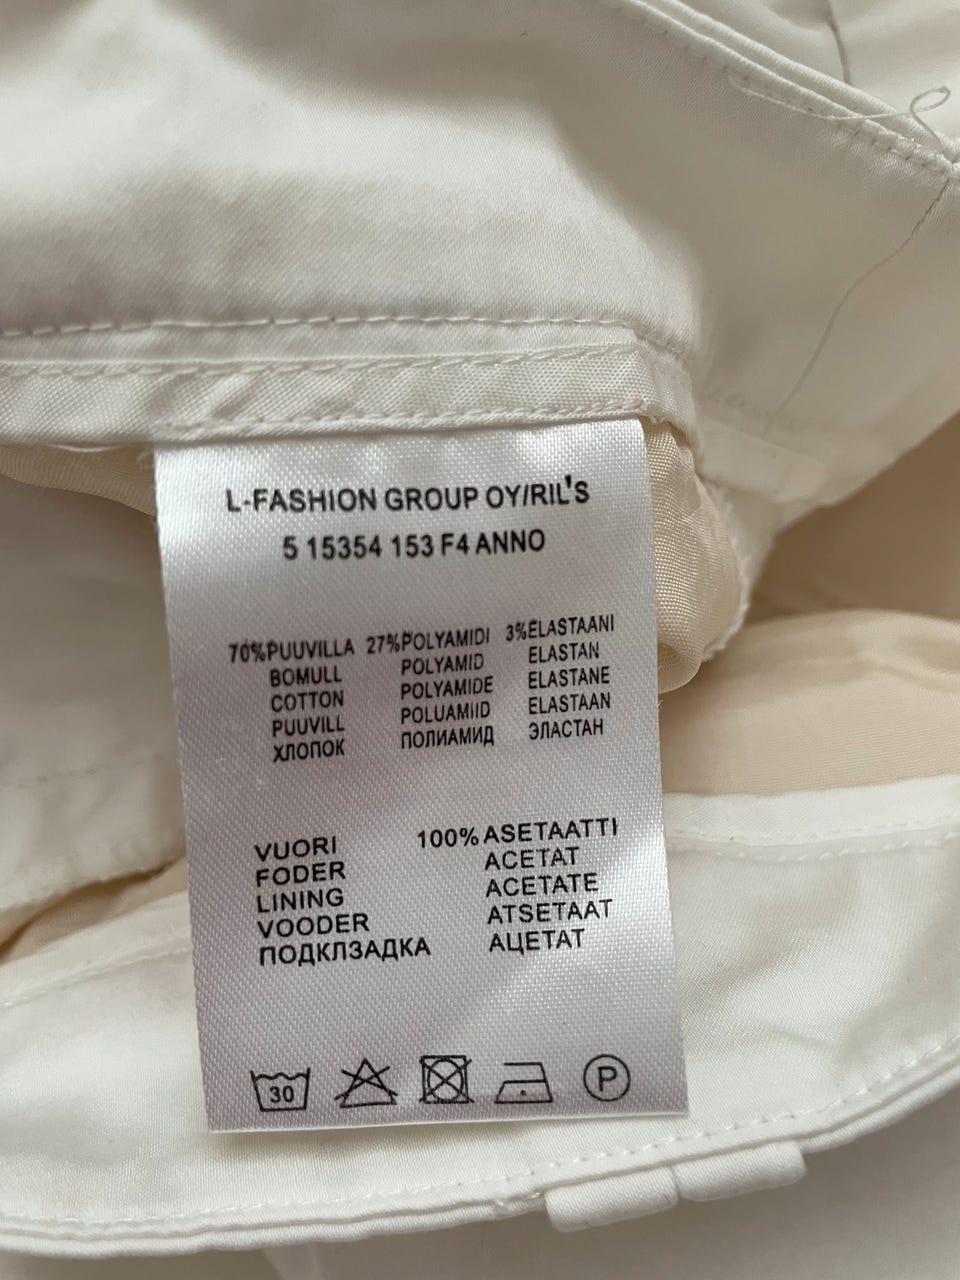 L-FASHION GROUP OY/RIL'S
5 15354 153 F4 ANNO
70%PUUVILLA 27%POLYAMIDI 3%ELASTAANI
BOMULL POLYAMID ELASTAN
COTTON POLYAMIDE ELASTANE
PUUVILL POLUAMIID ELASTAAN
ХЛОПОК ПОЛИАМИД ЭЛАСТАН
VUORI 100% ASETAATTI
FODER ACETAT
LINING ACETATE
VOODER ATSETAAT
ПОДКЛЗАДКА АЦЕТАТ
30 P